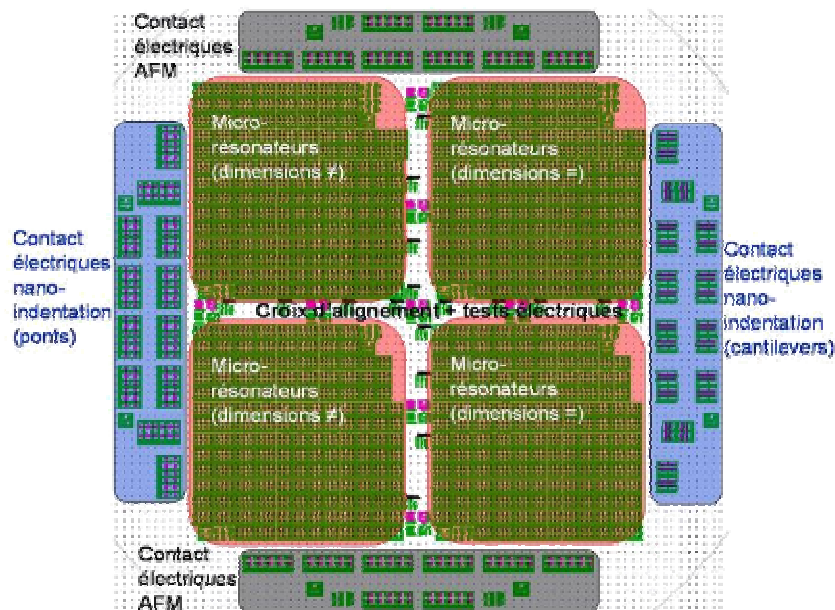 Contact
électriques
AFM
Micro-
résonateurs
(dimensions ≠)
Micro-
résonateurs
(dimensions =)
Contact
électriques
nano-
indentation
(ponts)
Contact
électriques
nano-
indentation
(cantilevers)
Croix d'alignement + tests électriques
Micro-
résonateurs
(dimensions ≠)
Micro-
résonateurs
(dimensions =)
Contact
électriques
AFM